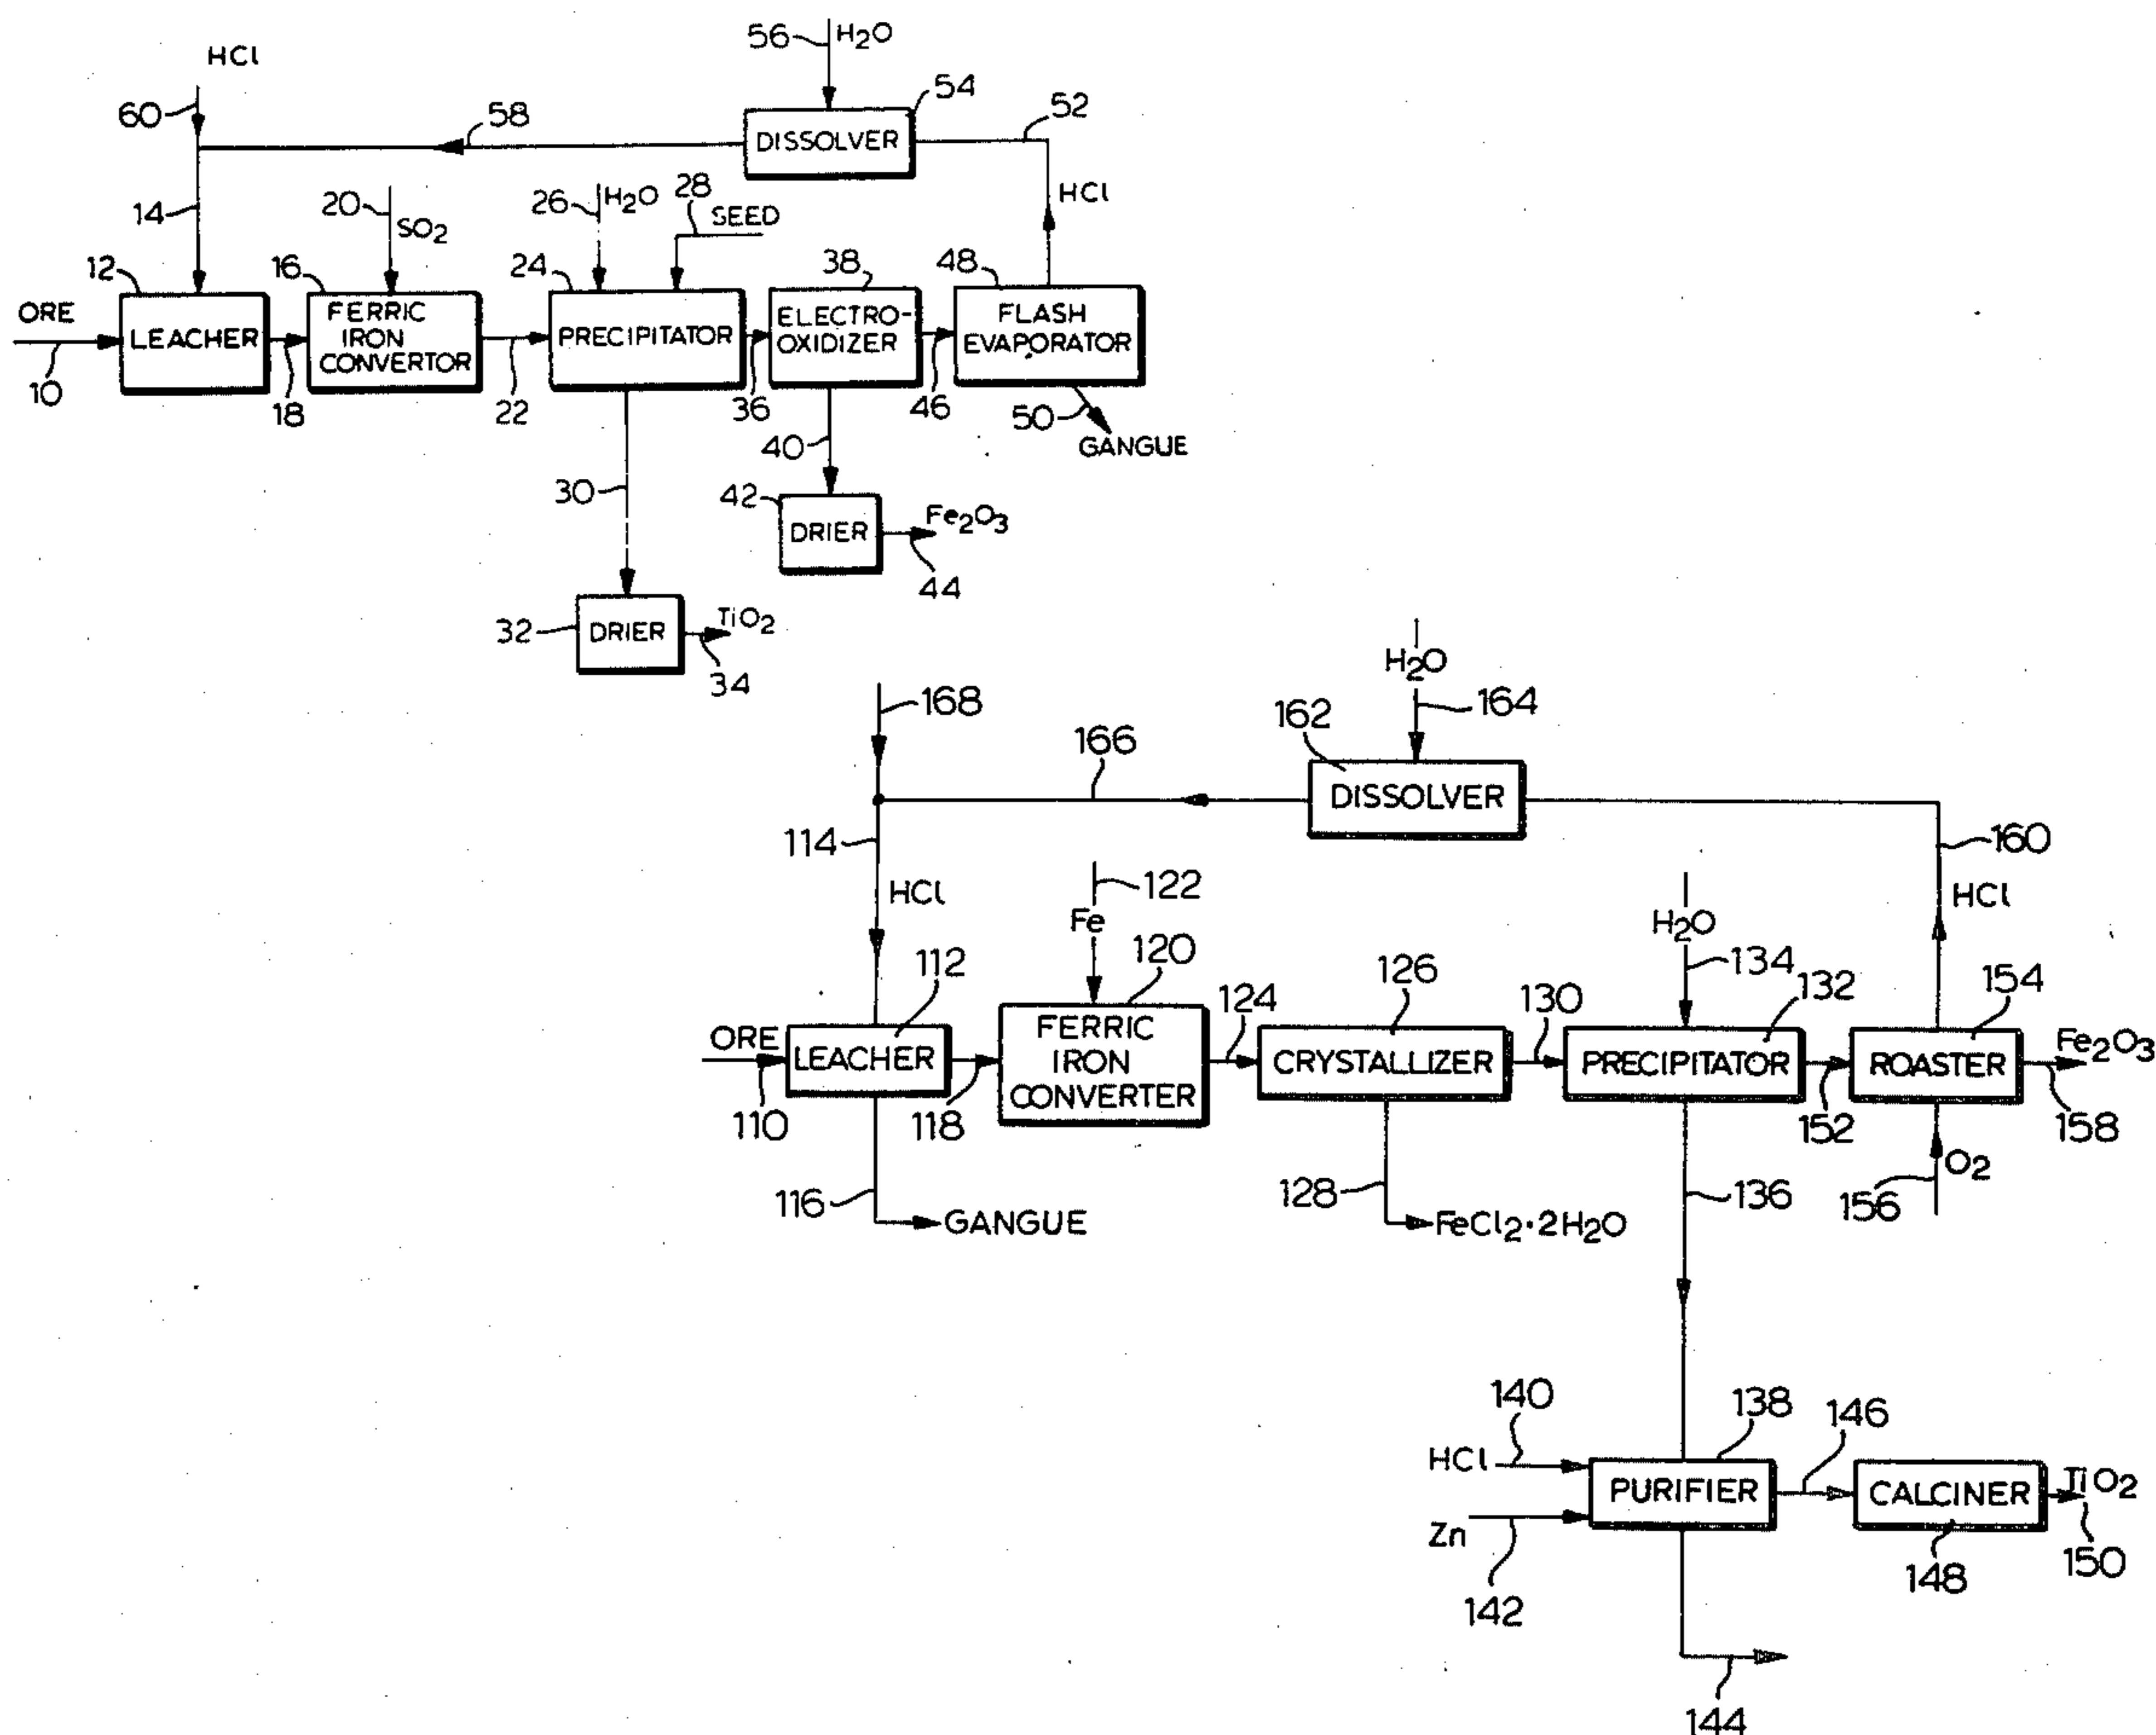 HCl
60
14
58
56
H2O
DISSOLVER
54
52
HCl
20
SO2
26
H2O
28
SEED
ORE
10
12
LEACHER
18
16
FERRIC
IRON
CONVERTOR
22
24
PRECIPITATOR
36
38
ELECTRO-
OXIDIZER
46
48
FLASH
EVAPORATOR
50
GANGUE
30
40
42
DRIER
Fe2O3
44
32
DRIER
TiO2
34
168
166
162
H2O
164
DISSOLVER
160
HCl
114
HCl
122
Fe
120
ORE
110
112
LEACHER
118
FERRIC
IRON
CONVERTER
124
126
CRYSTALLIZER
130
H2O
134
132
PRECIPITATOR
152
154
ROASTER
Fe2O3
158
O2
156
116
GANGUE
128
FeCl2·2H2O
136
140
HCl
138
PURIFIER
Zn
142
146
CALCINER
148
TiO2
150
144